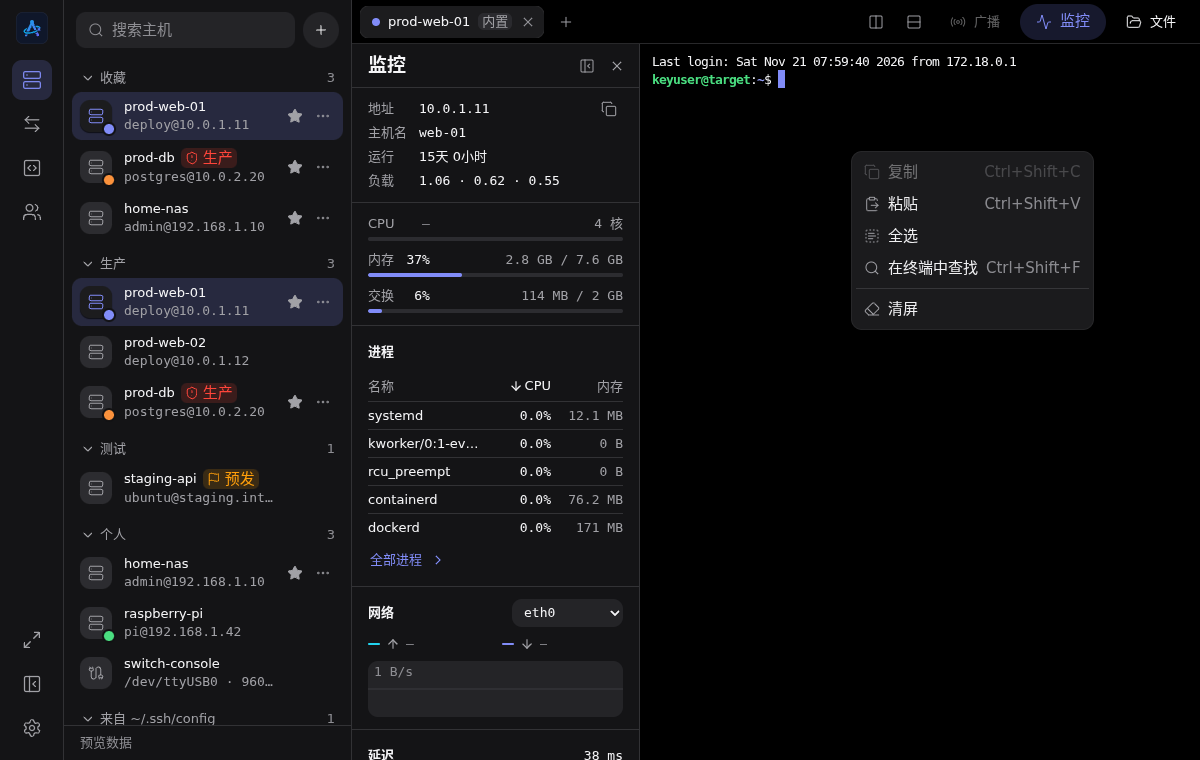 搜索主机
收藏 3
prod-web-01
deploy@10.0.1.11
prod-db 生产
postgres@10.0.2.20
home-nas
admin@192.168.1.10
生产 3
prod-web-01
deploy@10.0.1.11
prod-web-02
deploy@10.0.1.12
prod-db 生产
postgres@10.0.2.20
测试 1
staging-api 预发
ubuntu@staging.int…
个人 3
home-nas
admin@192.168.1.10
raspberry-pi
pi@192.168.1.42
switch-console
/dev/ttyUSB0 · 960…
来自 ~/.ssh/config 1
预览数据
prod-web-01 内置
广播 监控 文件
监控
地址 10.0.1.11
主机名 web-01
运行 15天 0小时
负载 1.06 · 0.62 · 0.55
CPU — 4 核
内存 37% 2.8 GB / 7.6 GB
交换 6% 114 MB / 2 GB
进程
名称 CPU 内存
systemd 0.0% 12.1 MB
kworker/0:1-ev… 0.0% 0 B
rcu_preempt 0.0% 0 B
containerd 0.0% 76.2 MB
dockerd 0.0% 171 MB
全部进程
网络 eth0
— —
1 B/s
延迟 38 ms
Last login: Sat Nov 21 07:59:40 2026 from 172.18.0.1
keyuser@target:~$
复制 Ctrl+Shift+C
粘贴 Ctrl+Shift+V
全选
在终端中查找 Ctrl+Shift+F
清屏